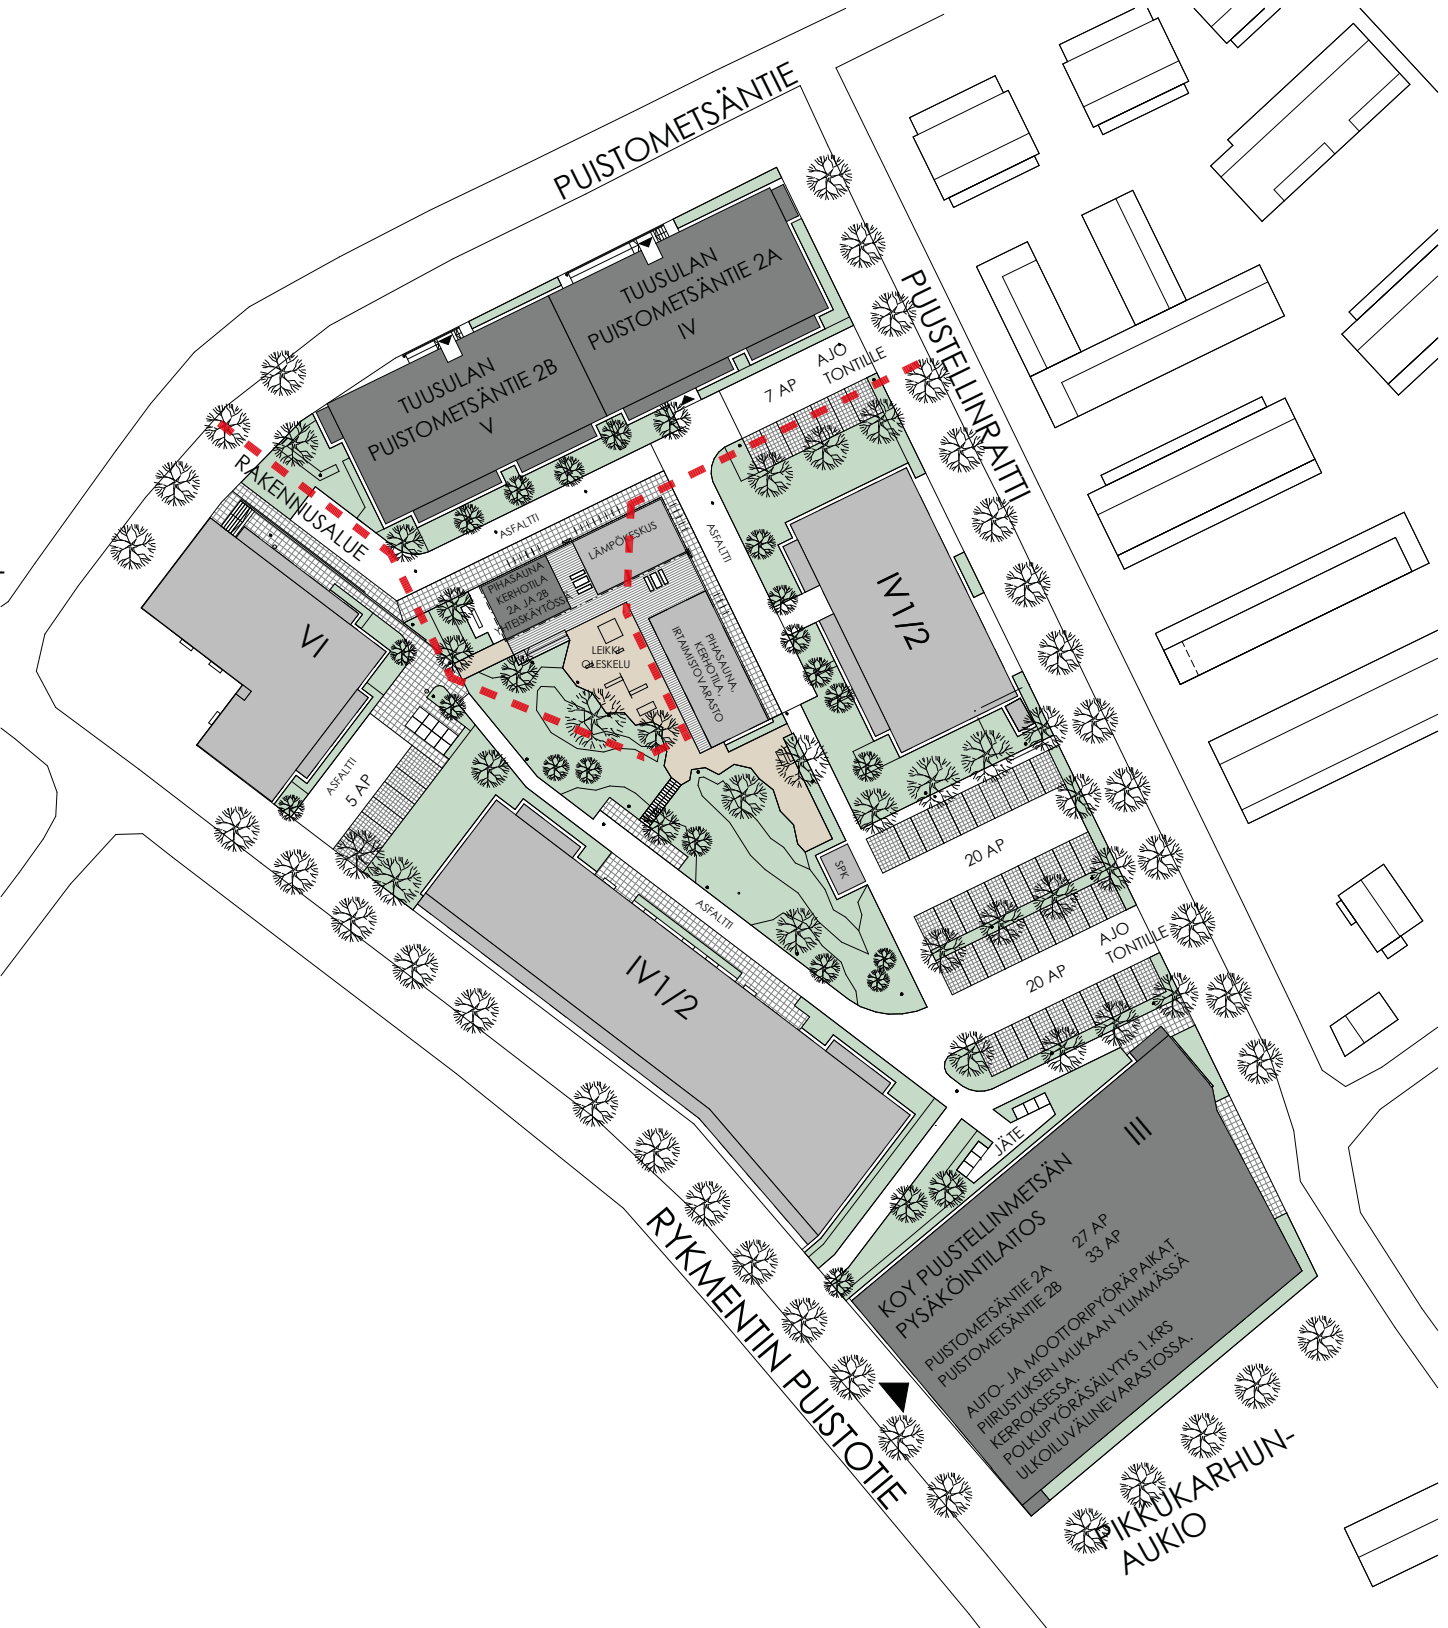 PUISTOMETSÄNTIE
PUUSTELLINRAITTI
TUUSULAN
PUISTOMETSÄNTIE 2A
IV
TUUSULAN
PUISTOMETSÄNTIE 2B
V
AJO
TONTILLE
7 AP
RAKENNUSALUE
ASFALTTI
ASFALTTI
LÄMPÖKESKUS
PIHASAUNA
KERHOTILA
2A JA 2B
YHTEISKÄYTÖSSÄ
LEIKKI
OLESKELU
PIHASAUNA,
KERHOTILA,
IRTAIMISTOVARASTO
IV1/2
VI
ASFALTTI
5 AP
SPK
20 AP
AJO
TONTILLE
20 AP
ASFALTTI
IV1/2
JÄTE
III
KOY PUUSTELLINMETSÄN
PYSÄKÖINTILAITOS
PUISTOMETSÄNTIE 2A 27 AP
PUISTOMETSÄNTIE 2B 33 AP
AUTO- JA MOOTTORIPYÖRÄPAIKAT
PIIRUSTUKSEN MUKAAN YLIMMÄSSÄ
KERROKSESSA.
POLKUPYÖRÄSÄILYTYS 1.KRS
ULKOILUVÄLINEVARASTOSSA.
RYKMENTIN PUISTOTIE
PIKKUKARHUN-
AUKIO